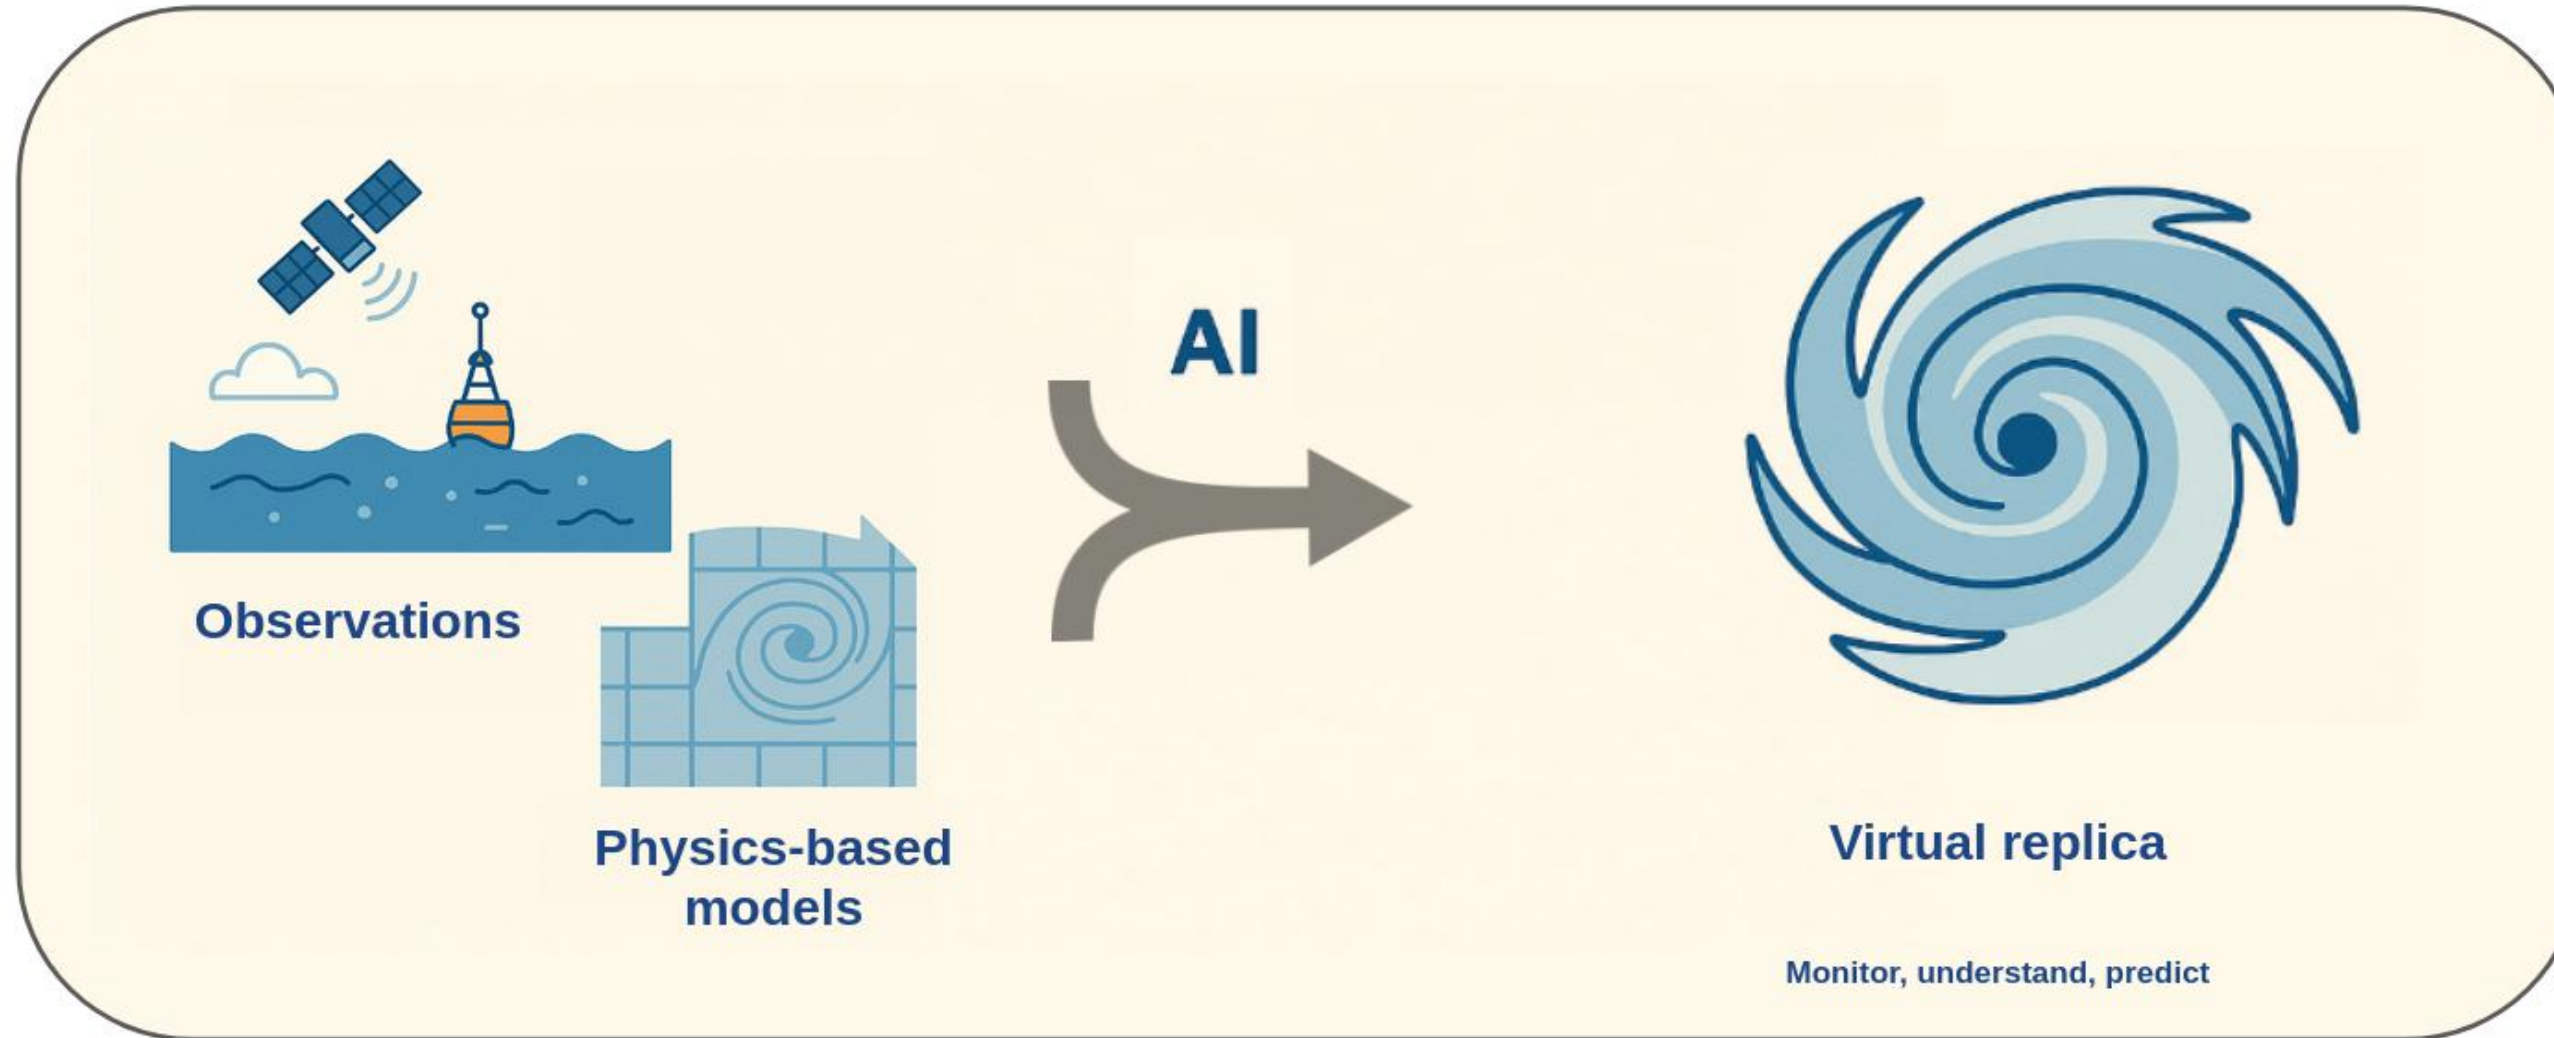 AI
Observations
Physics-based
models
Virtual replica
Monitor, understand, predict